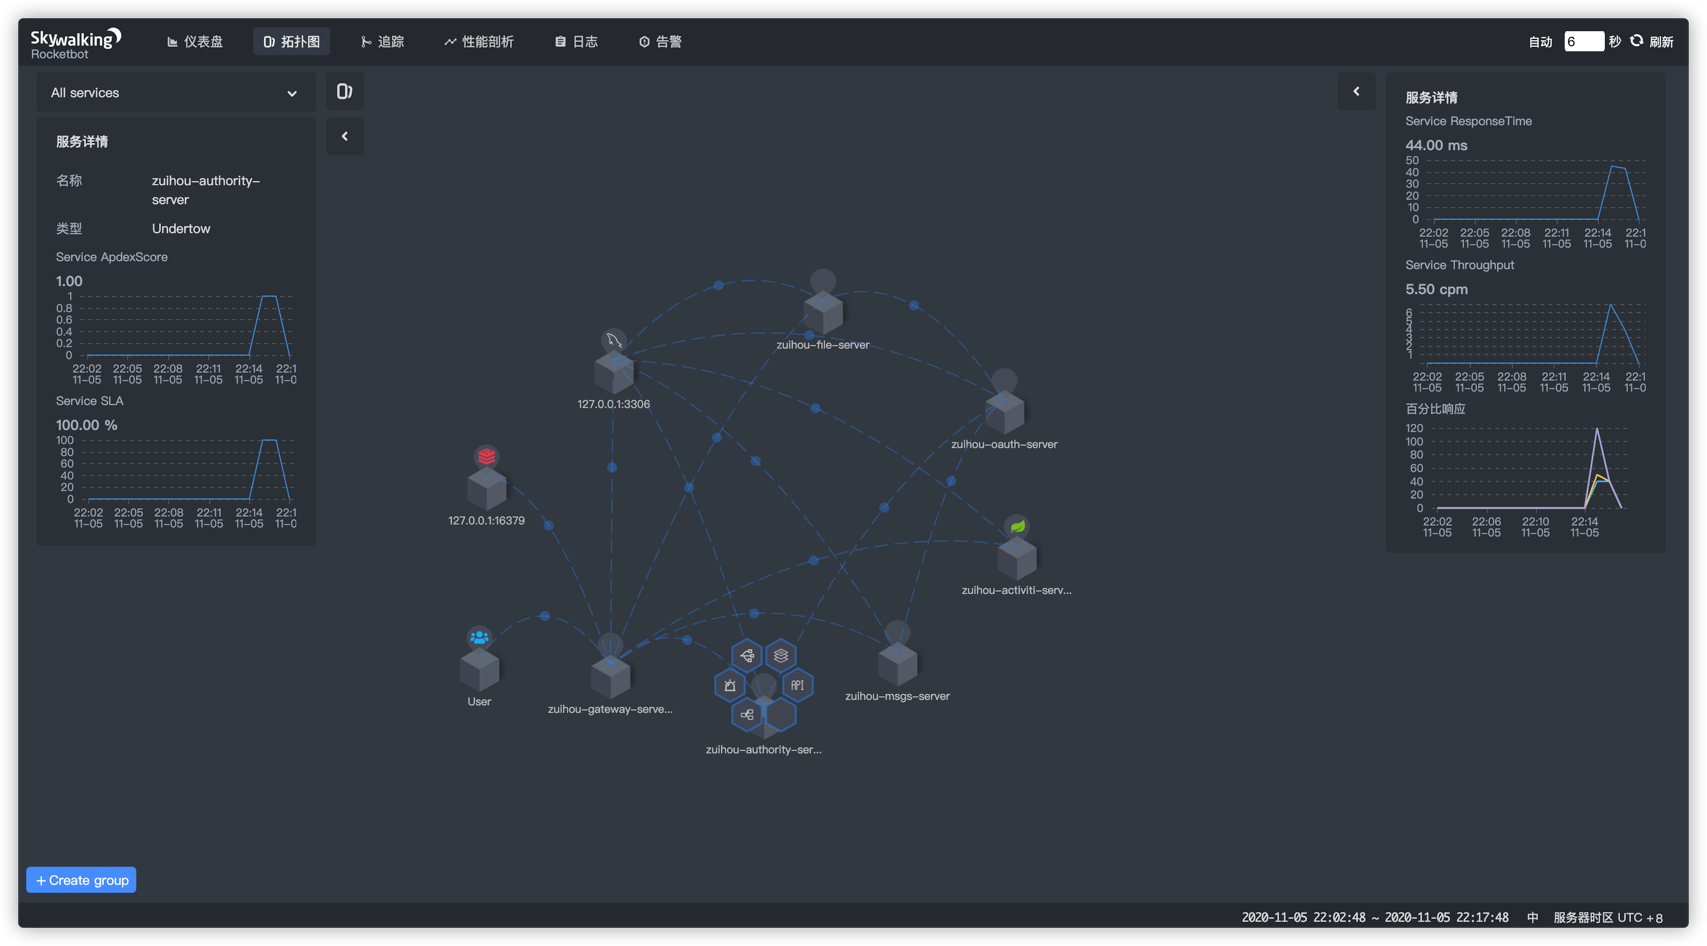 Skywalking
Rocketbot
仪表盘
拓扑图
追踪
性能剖析
日志
告警
自动 6 秒 刷新
All services
服务详情
名称 zuihou-authority-
server
类型 Undertow
Service ApdexScore
1.00
1
0.8
0.6
0.4
0.2
0
22:02 22:05 22:08 22:11 22:14 22:1
11-05 11-05 11-05 11-05 11-05 11-0
Service SLA
100.00 %
100
80
60
40
20
0
22:02 22:05 22:08 22:11 22:14 22:1
11-05 11-05 11-05 11-05 11-05 11-0
zuihou-file-server
127.0.0.1:3306
zuihou-oauth-server
127.0.0.1:16379
zuihou-activiti-serv...
User
zuihou-gateway-serve...
API
zuihou-msgs-server
zuihou-authority-ser...
服务详情
Service ResponseTime
44.00 ms
50
40
30
20
10
0
22:02 22:05 22:08 22:11 22:14 22:1
11-05 11-05 11-05 11-05 11-05 11-0
Service Throughput
5.50 cpm
6
5
4
3
2
1
22:02 22:05 22:08 22:11 22:14 22:1
11-05 11-05 11-05 11-05 11-05 11-0
百分比响应
120
100
80
60
40
20
0
22:02 22:06 22:10 22:14
11-05 11-05 11-05 11-05
+ Create group
2020-11-05 22:02:48 ~ 2020-11-05 22:17:48 中 服务器时区 UTC +8